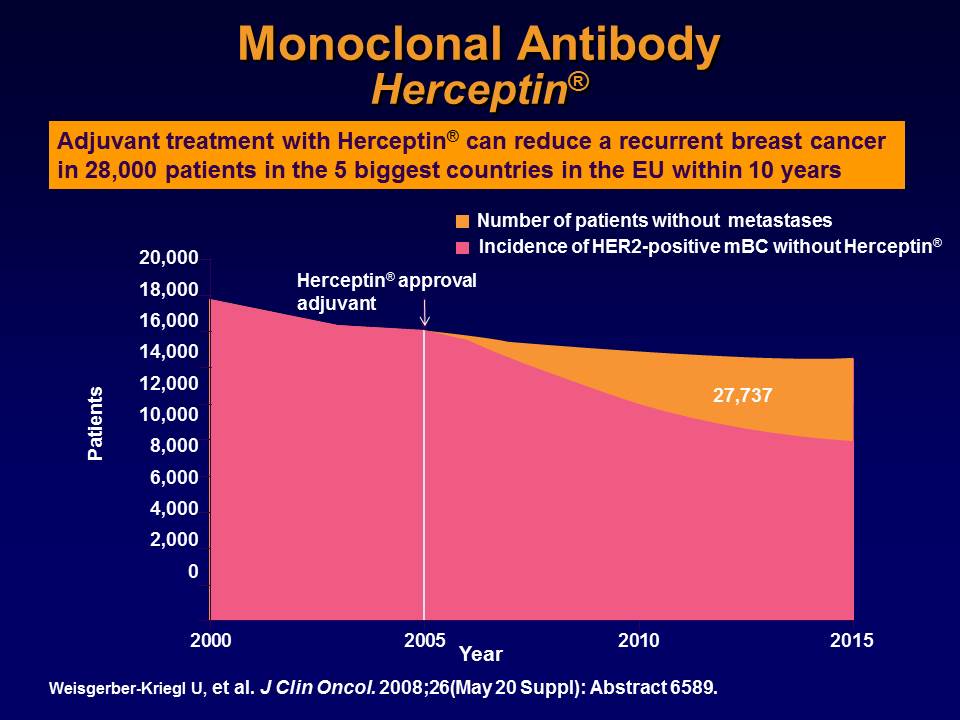 Monoclonal Antibody
Herceptin®
Adjuvant treatment with Herceptin® can reduce a recurrent breast cancer
in 28,000 patients in the 5 biggest countries in the EU within 10 years
Number of patients without metastases
Incidence of HER2-positive mBC without Herceptin®
20,000
18,000
16,000
14,000
12,000
10,000
8,000
6,000
4,000
2,000
0
Patients
Herceptin® approval
adjuvant
27,737
2000 2005 2010 2015
Year
Weisgerber-Kriegl U, et al. J Clin Oncol. 2008;26(May 20 Suppl): Abstract 6589.